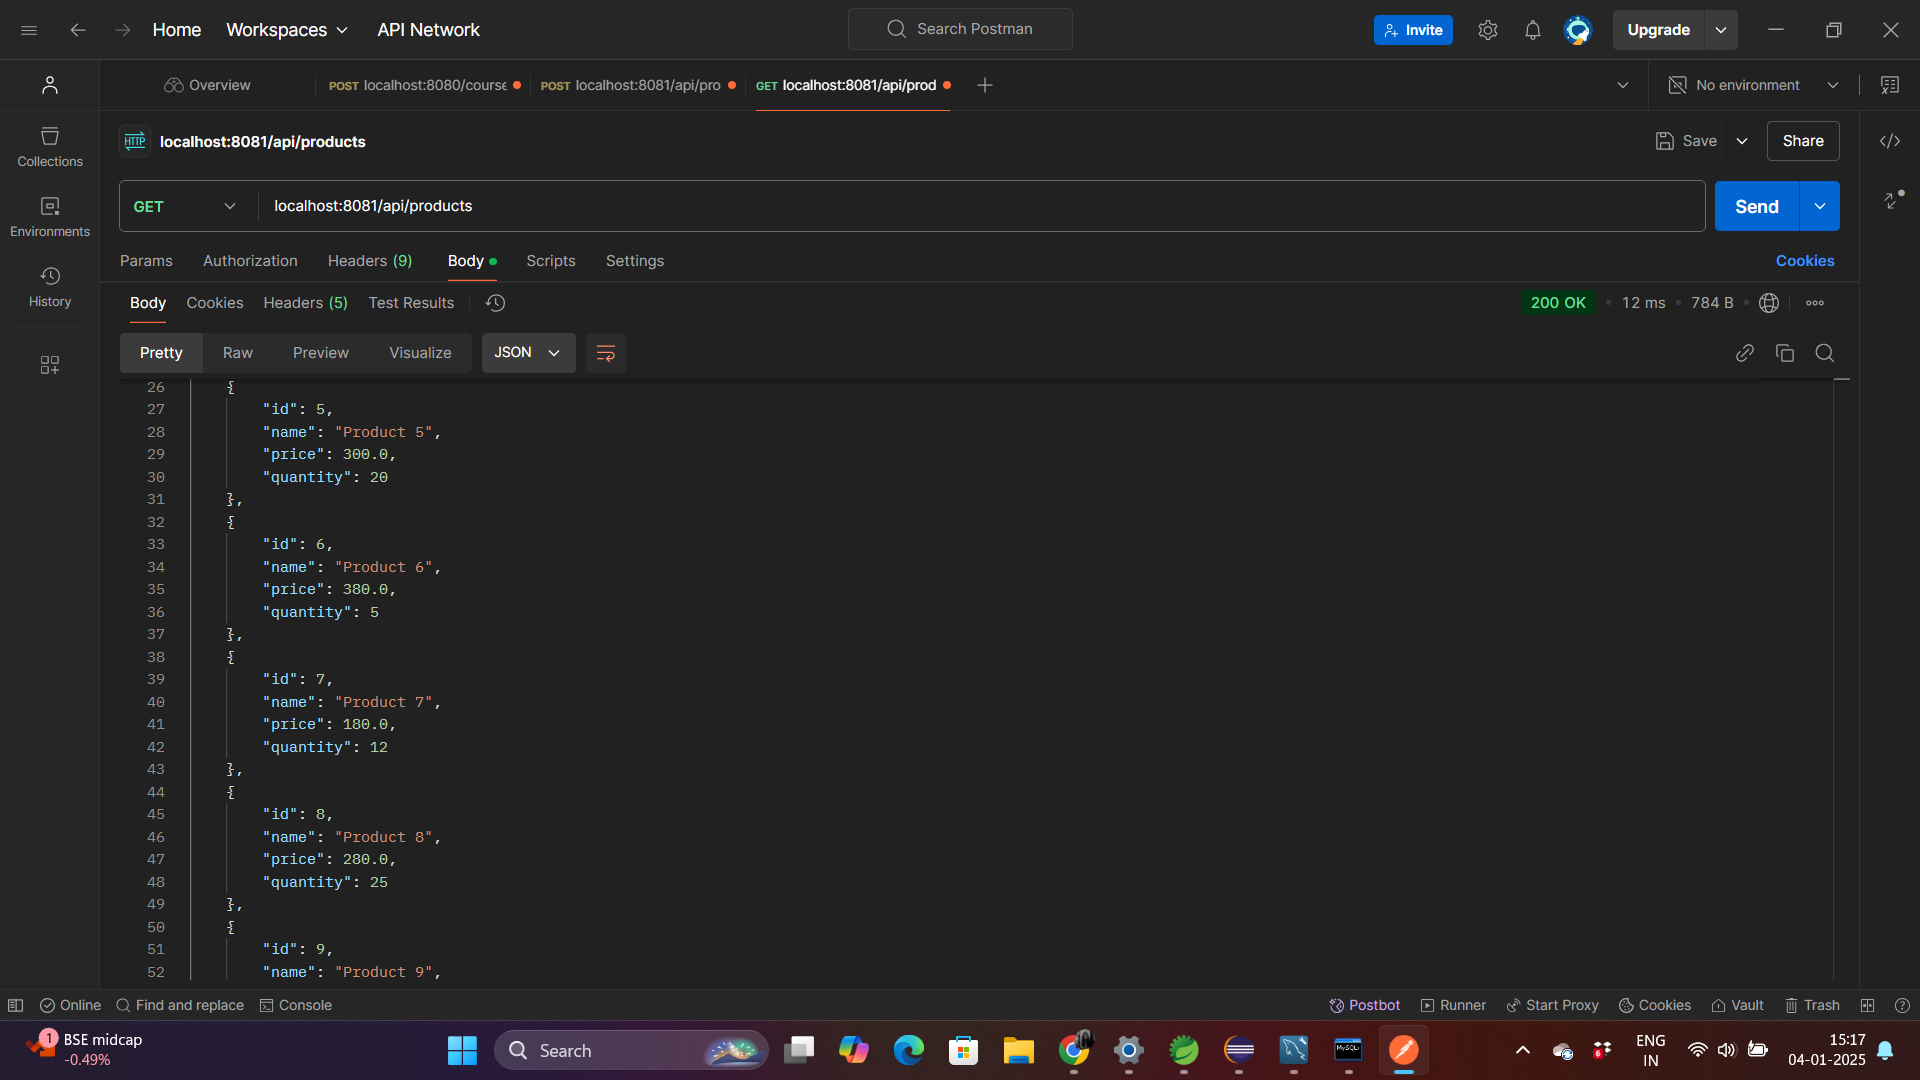 Home Workspaces API Network Search Postman Invite Upgrade
Overview POST localhost:8080/course POST localhost:8081/api/pro GET localhost:8081/api/prod No environment
HTTP localhost:8081/api/products Save Share
Collections
GET localhost:8081/api/products Send
Environments
Params Authorization Headers (9) Body Scripts Settings Cookies
History
Body Cookies Headers (5) Test Results 200 OK 12 ms 784 B
Pretty Raw Preview Visualize JSON
26 {
27 "id": 5,
28 "name": "Product 5",
29 "price": 300.0,
30 "quantity": 20
31 },
32 {
33 "id": 6,
34 "name": "Product 6",
35 "price": 380.0,
36 "quantity": 5
37 },
38 {
39 "id": 7,
40 "name": "Product 7",
41 "price": 180.0,
42 "quantity": 12
43 },
44 {
45 "id": 8,
46 "name": "Product 8",
47 "price": 280.0,
48 "quantity": 25
49 },
50 {
51 "id": 9,
52 "name": "Product 9",
Online Find and replace Console Postbot Runner Start Proxy Cookies Vault Trash
1 BSE midcap
-0.49%
Search
MySQL
6
ENG
IN
15:17
04-01-2025